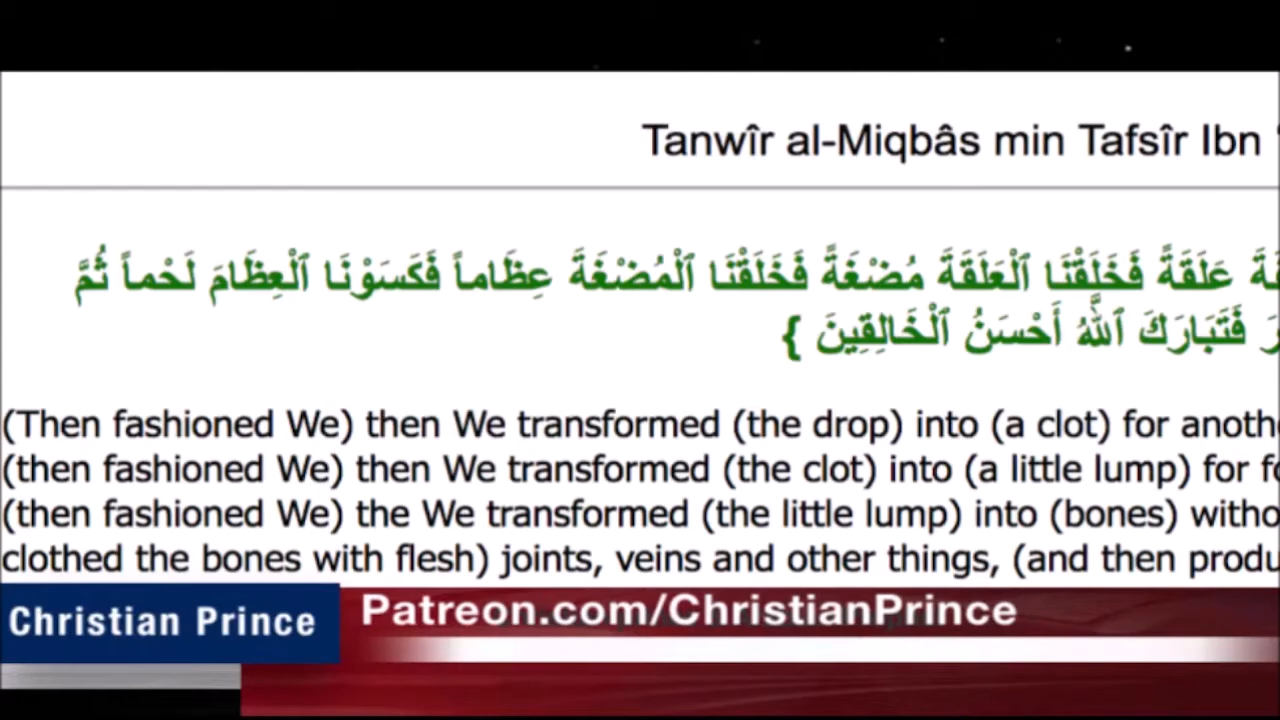 Tanwîr al-Miqbâs min Tafsîr Ibn
عَلَقَةً فَخَلَقْنَا ٱلْعَلَقَةَ مُضْغَةً فَخَلَقْنَا ٱلْمُضْغَةَ عِظَاماً فَكَسَوْنَا ٱلْعِظَامَ لَحْماً ثُمَّ
فَتَبَارَكَ ٱللَّهُ أَحْسَنُ ٱلْخَالِقِينَ }
(Then fashioned We) then We transformed (the drop) into (a clot) for
(then fashioned We) then We transformed (the clot) into (a little lump) for
(then fashioned We) the We transformed (the little lump) into (bones)
clothed the bones with flesh) joints, veins and other things, (and then
Christian Prince
Patreon.com/ChristianPrince